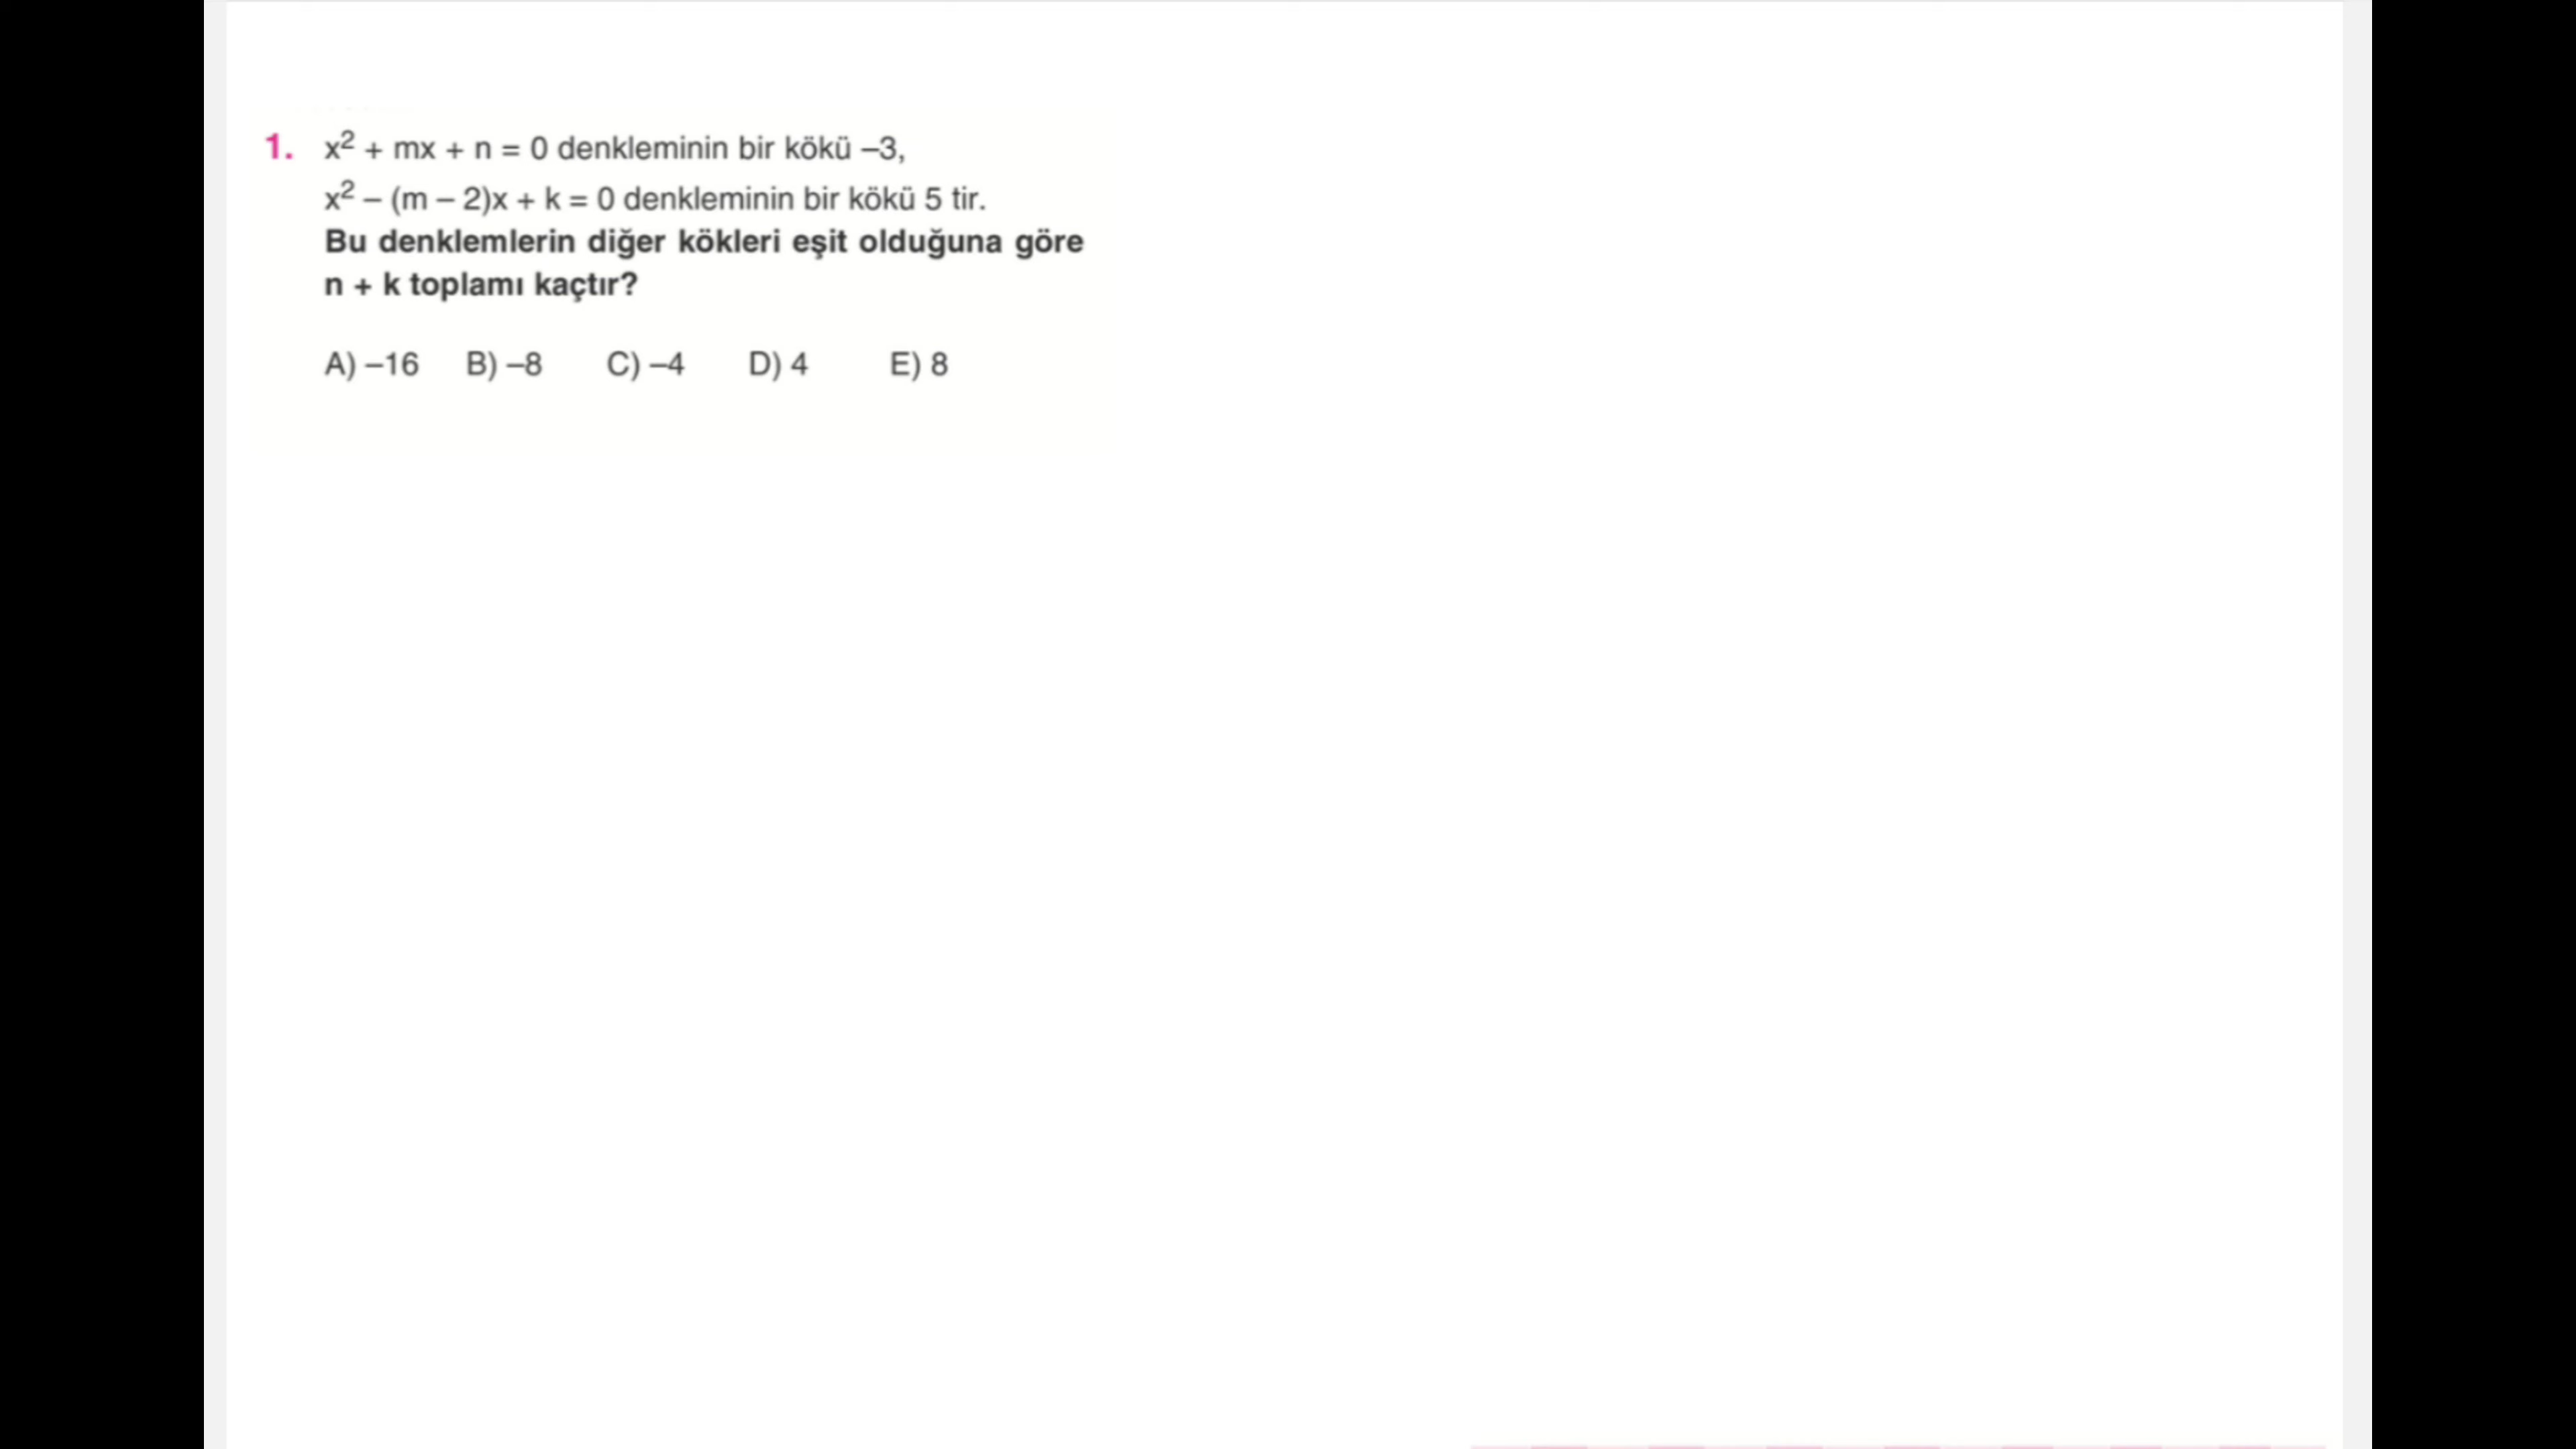 1. x² + mx + n = 0 denkleminin bir kökü –3,
x² – (m – 2)x + k = 0 denkleminin bir kökü 5 tir.
Bu denklemlerin diğer kökleri eşit olduğuna göre
n + k toplamı kaçtır?
A) –16 B) –8 C) –4 D) 4 E) 8